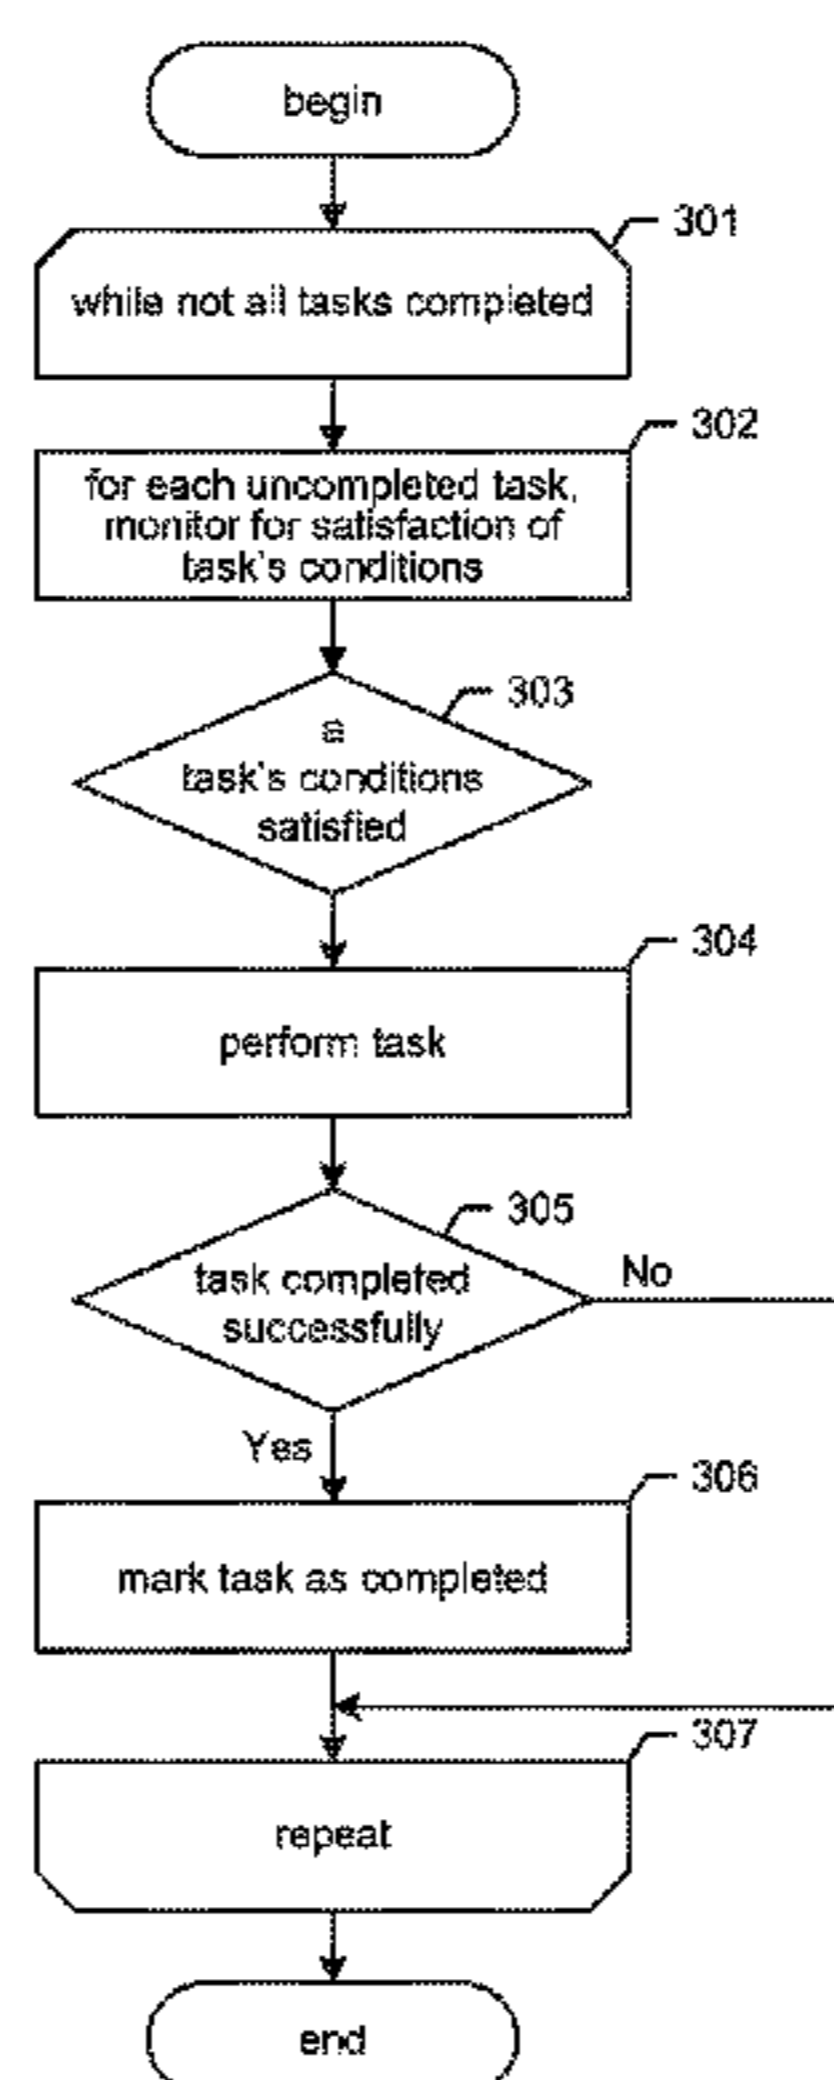 begin
301
while not all tasks completed
302
for each uncompleted task,
monitor for satisfaction of
task's conditions
303
a
task's conditions
satisfied
304
perform task
305
task completed
successfully
No
Yes
306
mark task as completed
307
repeat
end